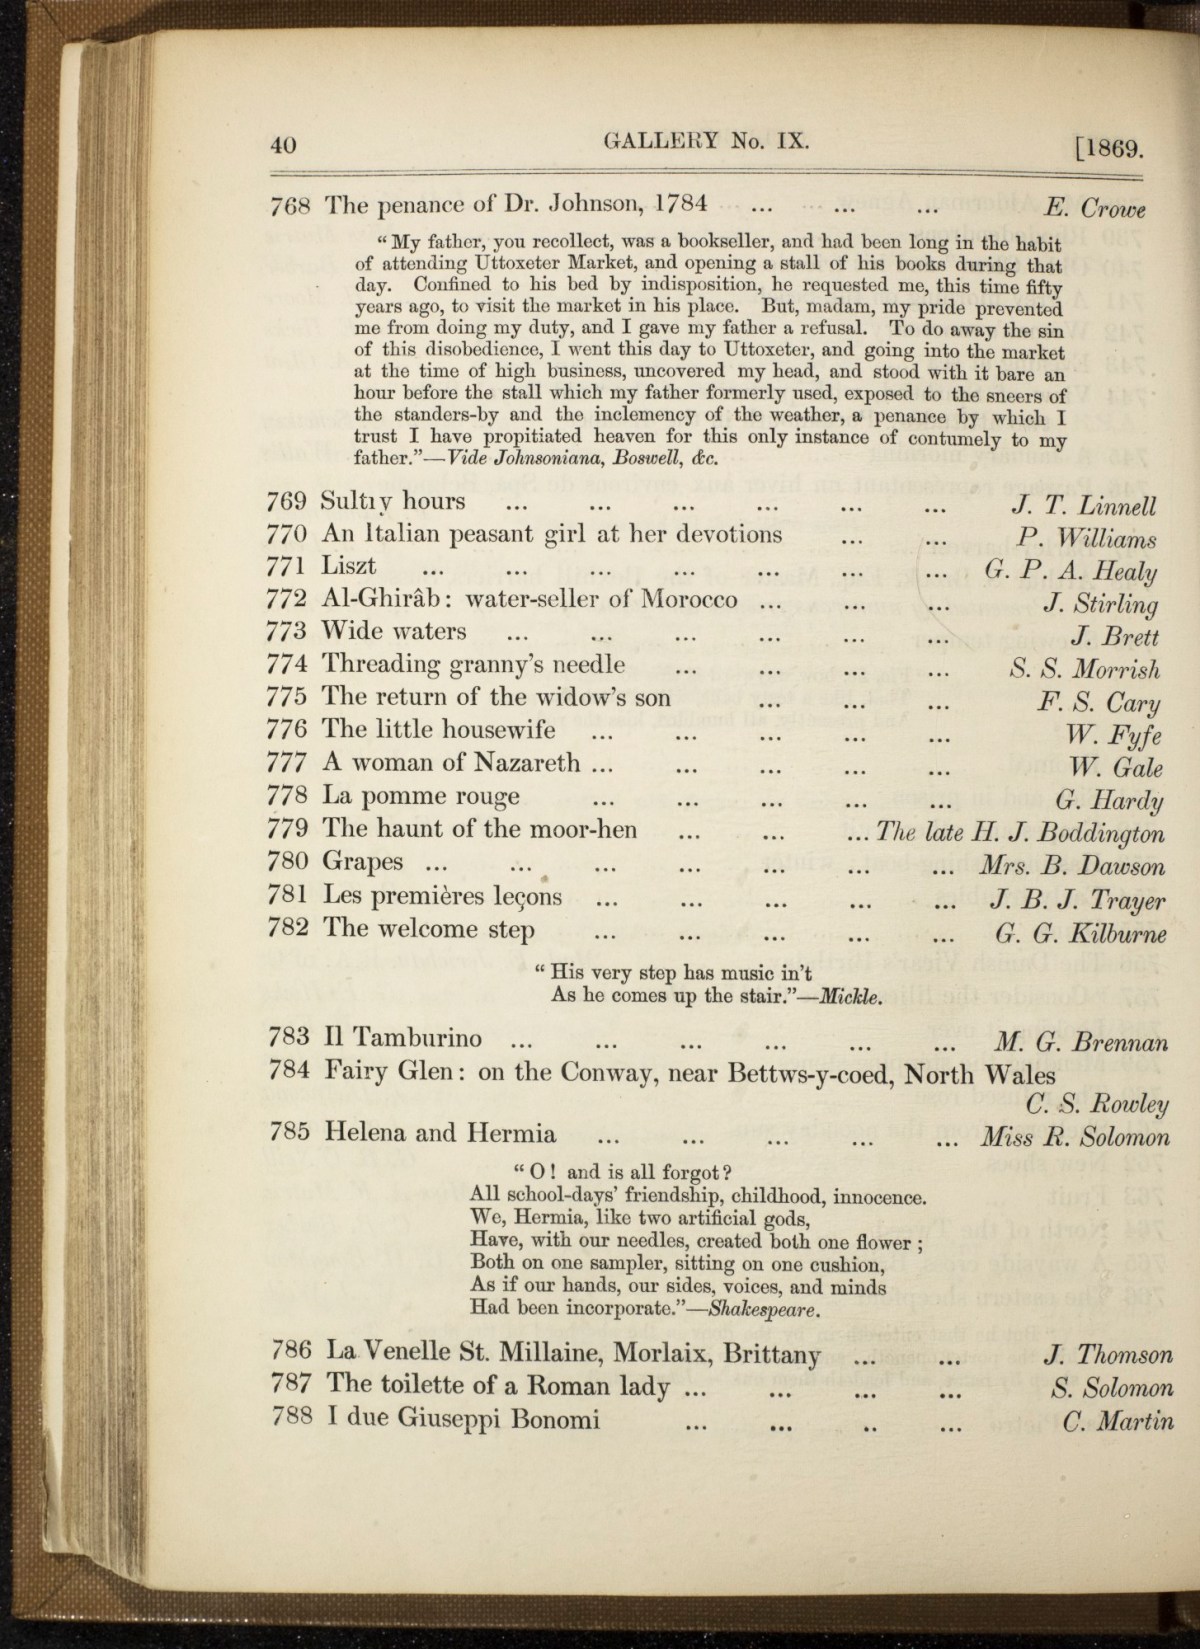 40 GALLERY No. IX. [1869.
768 The penance of Dr. Johnson, 1784 ... ... ... E. Crowe
“My father, you recollect, was a bookseller, and had been long in the habit
of attending Uttoxeter Market, and opening a stall of his books during that
day. Confined to his bed by indisposition, he requested me, this time fifty
years ago, to visit the market in his place. But, madam, my pride prevented
me from doing my duty, and I gave my father a refusal. To do away the sin
of this disobedience, I went this day to Uttoxeter, and going into the market
at the time of high business, uncovered my head, and stood with it bare an
hour before the stall which my father formerly used, exposed to the sneers of
the standers-by and the inclemency of the weather, a penance by which I
trust I have propitiated heaven for this only instance of contumely to my
father.”—Vide Johnsoniana, Boswell, &c.
769 Sultry hours ... ... ... ... ... ... J. T. Linnell
770 An Italian peasant girl at her devotions ... ... P. Williams
771 Liszt ... ... ... ... ... ... ... G. P. A. Healy
772 Al-Ghirâb: water-seller of Morocco ... ... ... J. Stirling
773 Wide waters ... ... ... ... ... ... J. Brett
774 Threading granny’s needle ... ... ... ... S. S. Morrish
775 The return of the widow’s son ... ... ... F. S. Cary
776 The little housewife ... ... ... ... ... W. Fyfe
777 A woman of Nazareth ... ... ... ... ... W. Gale
778 La pomme rouge ... ... ... ... ... G. Hardy
779 The haunt of the moor-hen ... ... ... The late H. J. Boddington
780 Grapes ... ... ... ... ... ... ... Mrs. B. Dawson
781 Les premières leçons ... ... ... ... ... J. B. J. Trayer
782 The welcome step ... ... ... ... ... G. G. Kilburne
“His very step has music in’t
As he comes up the stair.”—Mickle.
783 Il Tamburino ... ... ... ... ... ... M. G. Brennan
784 Fairy Glen: on the Conway, near Bettws-y-coed, North Wales
C. S. Rowley
785 Helena and Hermia ... ... ... ... ... Miss R. Solomon
“O! and is all forgot?
All school-days’ friendship, childhood, innocence.
We, Hermia, like two artificial gods,
Have, with our needles, created both one flower;
Both on one sampler, sitting on one cushion,
As if our hands, our sides, voices, and minds
Had been incorporate.”—Shakespeare.
786 La Venelle St. Millaine, Morlaix, Brittany ... ... J. Thomson
787 The toilette of a Roman lady ... ... ... ... S. Solomon
788 I due Giuseppi Bonomi ... ... .. ... C. Martin